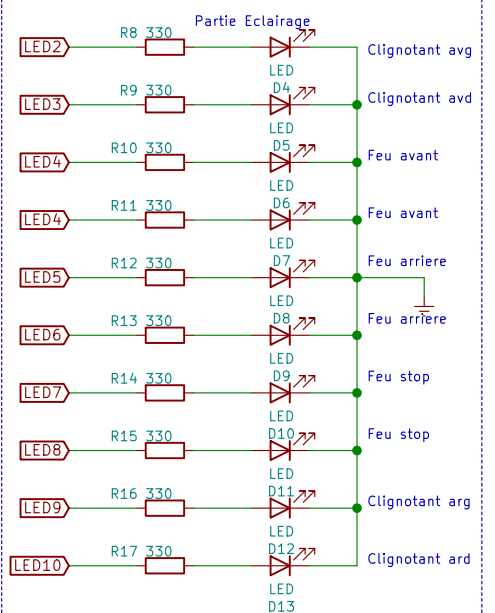 Partie Eclairage
LED2 R8 330 LED D4 Clignotant avg
LED3 R9 330 LED D5 Clignotant avd
LED4 R10 330 LED D6 Feu avant
LED4 R11 330 LED D7 Feu avant
LED5 R12 330 LED D8 Feu arriere
LED6 R13 330 LED D9 Feu arriere
LED7 R14 330 LED D10 Feu stop
LED8 R15 330 LED D11 Feu stop
LED9 R16 330 LED D12 Clignotant arg
LED10 R17 330 LED D13 Clignotant ard